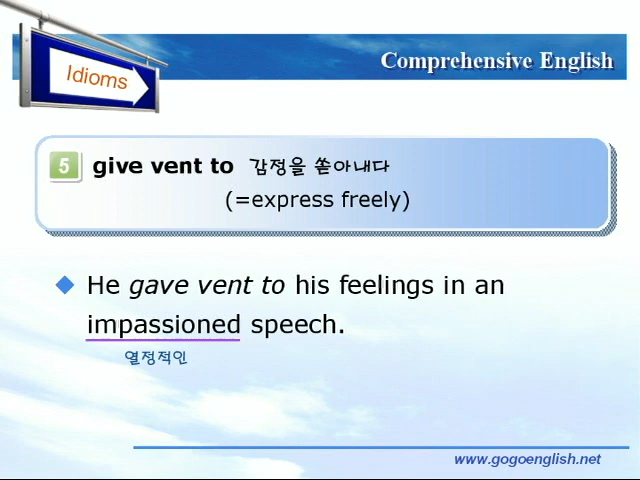 Idioms
Comprehensive English
5 give vent to 감정을 쏟아내다
(=express freely)
He gave vent to his feelings in an
impassioned speech.
열정적인
www.gogoenglish.net